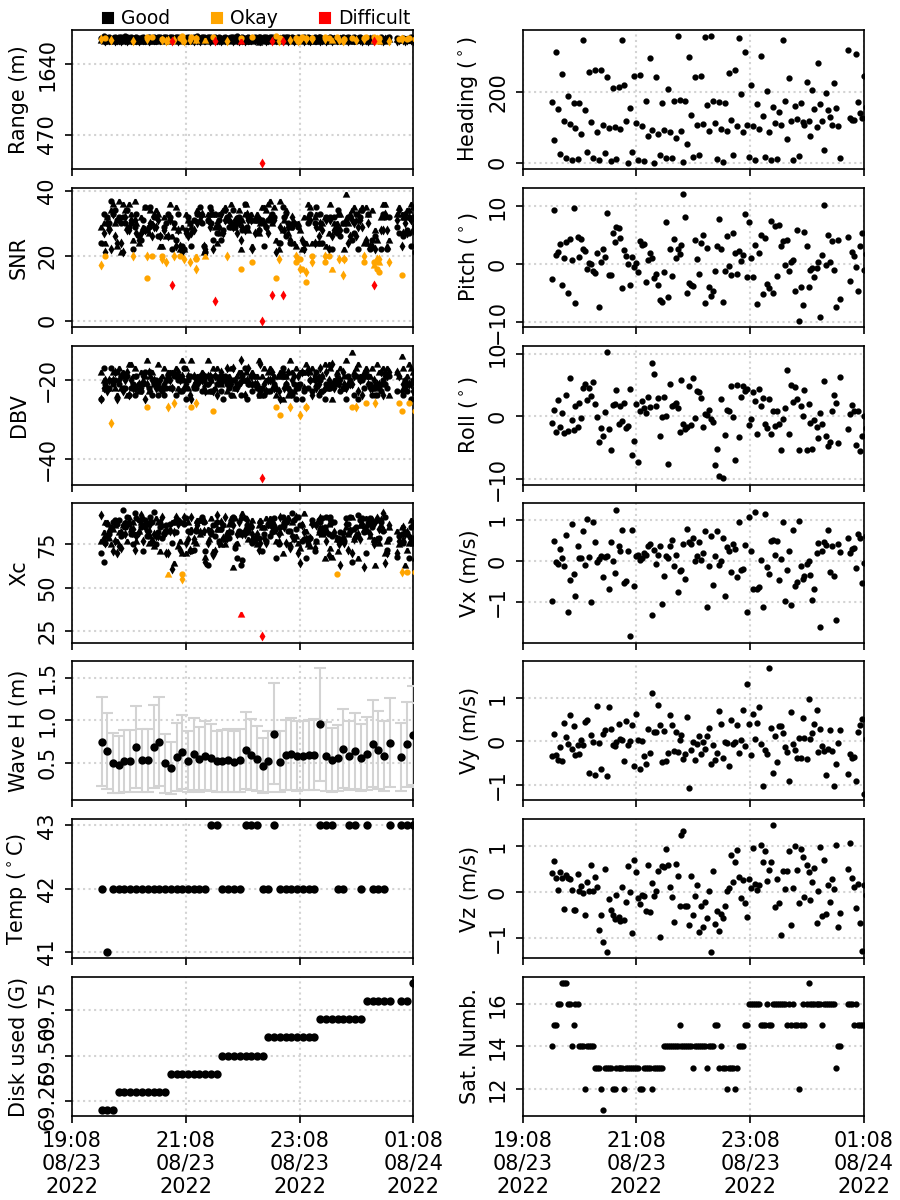 Good Okay Difficult
Range (m)
1640
470
Heading (°)
200
0
SNR
40
20
0
Pitch (°)
10
0
−10
DBV
−20
−40
Roll (°)
10
0
−10
Xc
75
50
25
Vx (m/s)
1
0
−1
Wave H (m)
1.5
1.0
0.5
Vy (m/s)
1
0
−1
Temp (°C)
43
42
41
Vz (m/s)
1
0
−1
Disk used (G)
69.75
69.5
69.2
Sat. Numb.
16
14
12
19:08 21:08 23:08 01:08
08/23 08/23 08/23 08/24
2022 2022 2022 2022
19:08 21:08 23:08 01:08
08/23 08/23 08/23 08/24
2022 2022 2022 2022